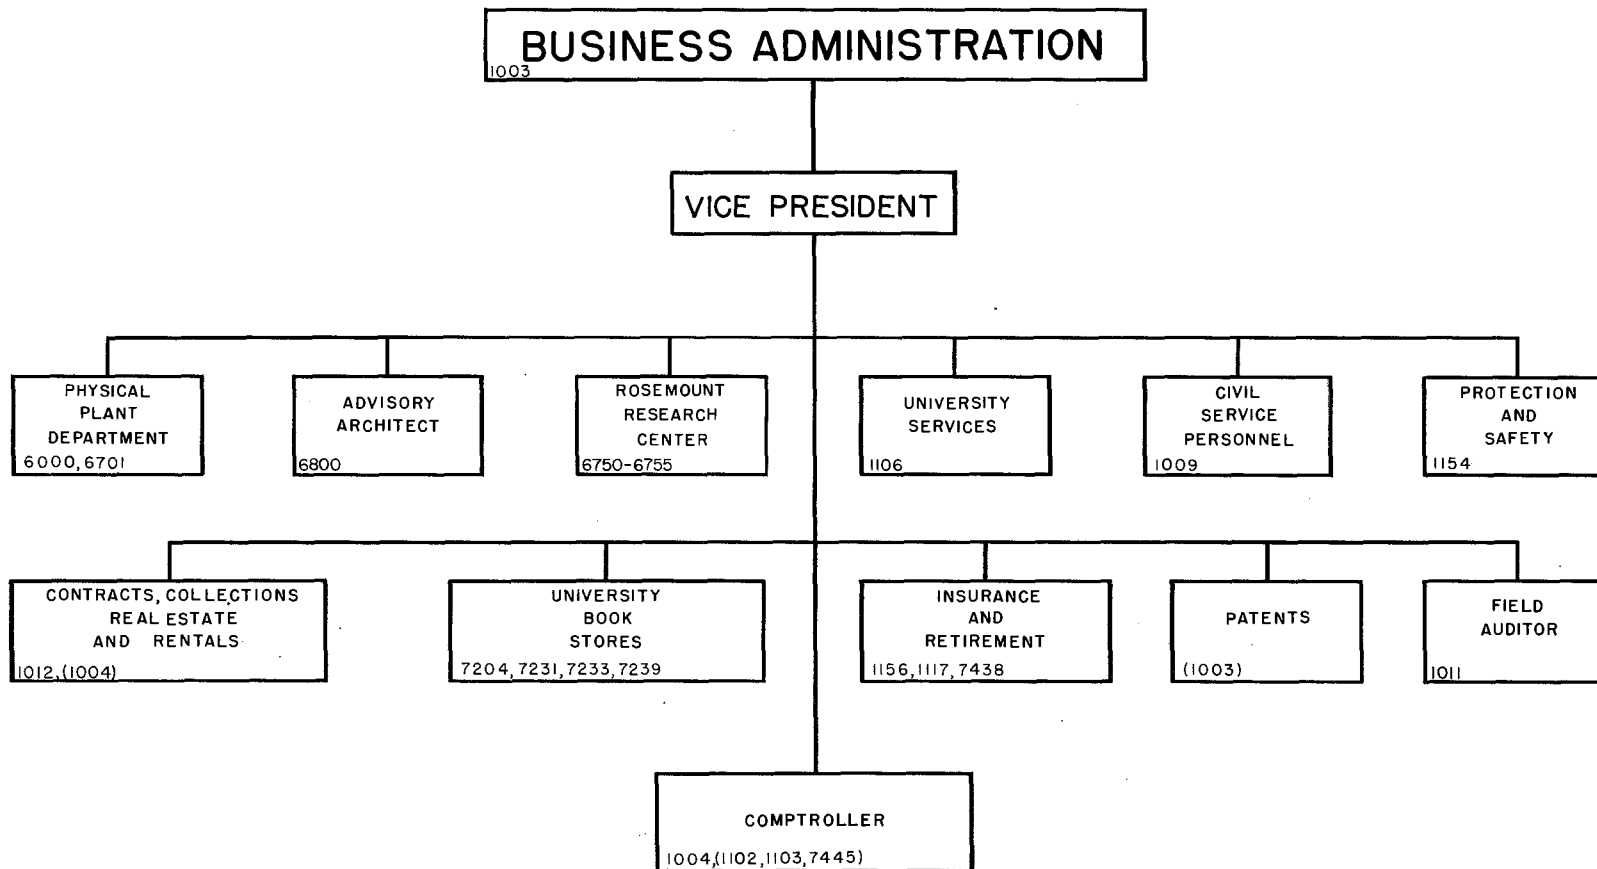 BUSINESS ADMINISTRATION
1003
VICE PRESIDENT
PHYSICAL
PLANT
DEPARTMENT
6000, 6701
ADVISORY
ARCHITECT
6800
ROSEMOUNT
RESEARCH
CENTER
6750-6755
UNIVERSITY
SERVICES
1106
CIVIL
SERVICE
PERSONNEL
1009
PROTECTION
AND
SAFETY
1154
CONTRACTS, COLLECTIONS
REAL ESTATE
AND RENTALS
1012, (1004)
UNIVERSITY
BOOK
STORES
7204, 7231, 7233, 7239
INSURANCE
AND
RETIREMENT
1156, 1117, 7438
PATENTS
(1003)
FIELD
AUDITOR
1011
COMPTROLLER
1004,(1102,1103,7445)